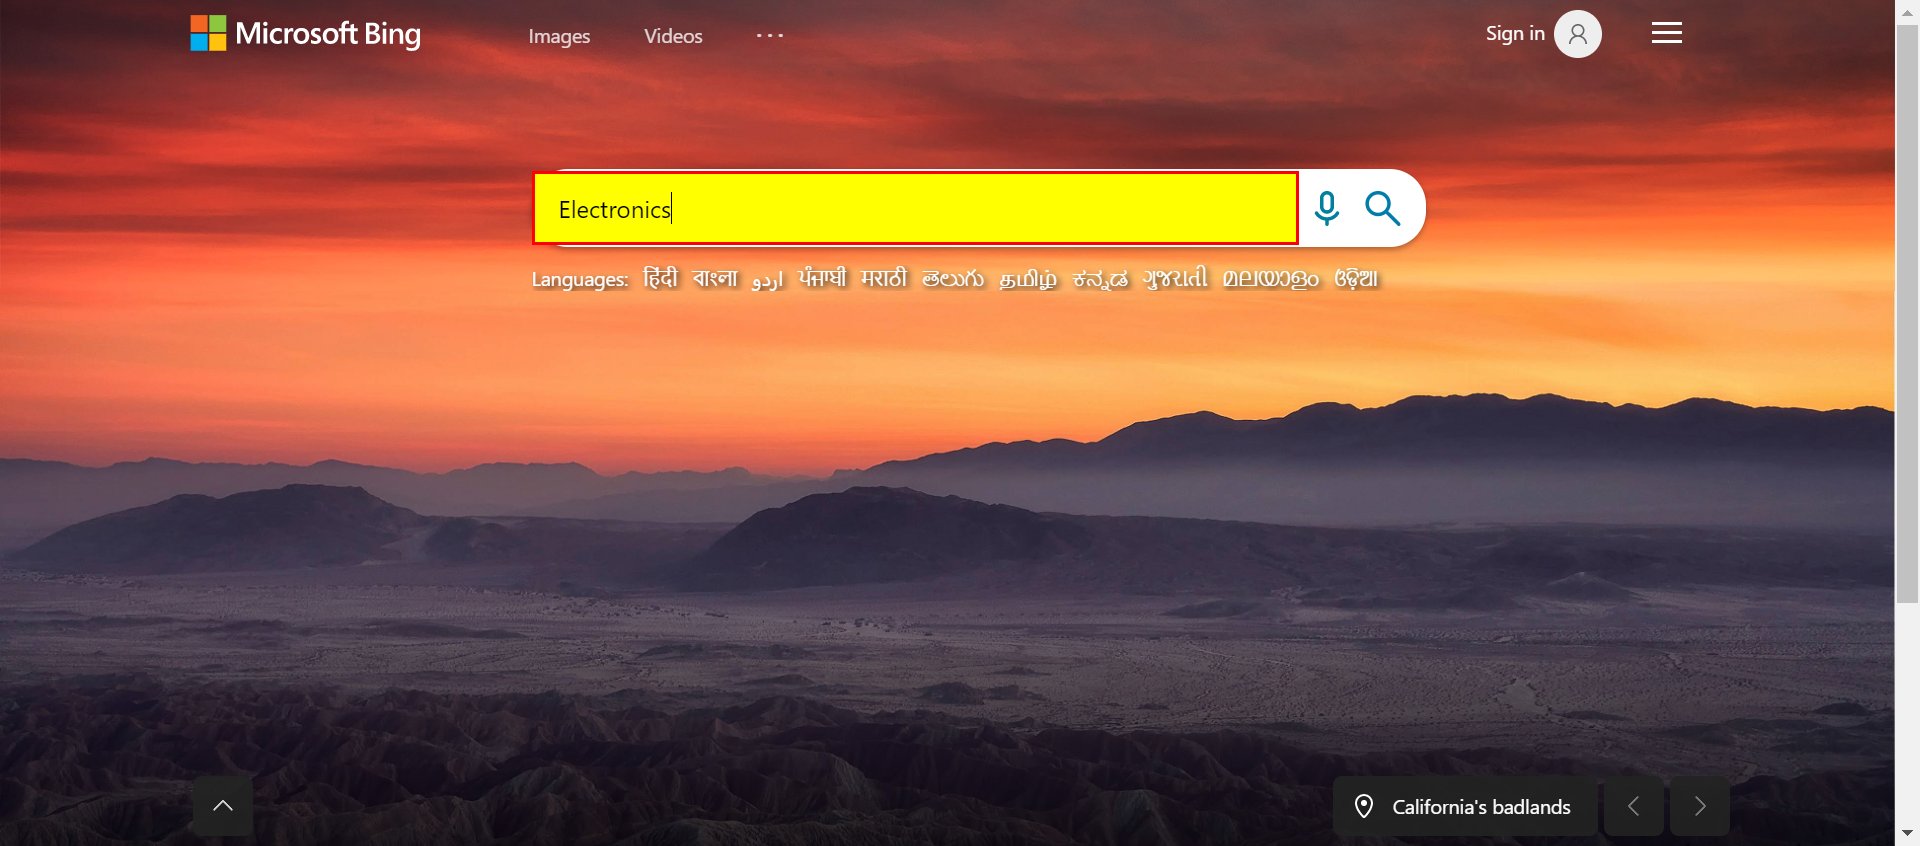 Microsoft Bing
Images Videos ...
Sign in
Electronics
Languages: हिंदी বাংলা اردو ਪੰਜਾਬੀ मराठी తెలుగు தமிழ் ಕನ್ನಡ ગુજરાતી മലയാളം ଓଡ଼ିଆ
California's badlands